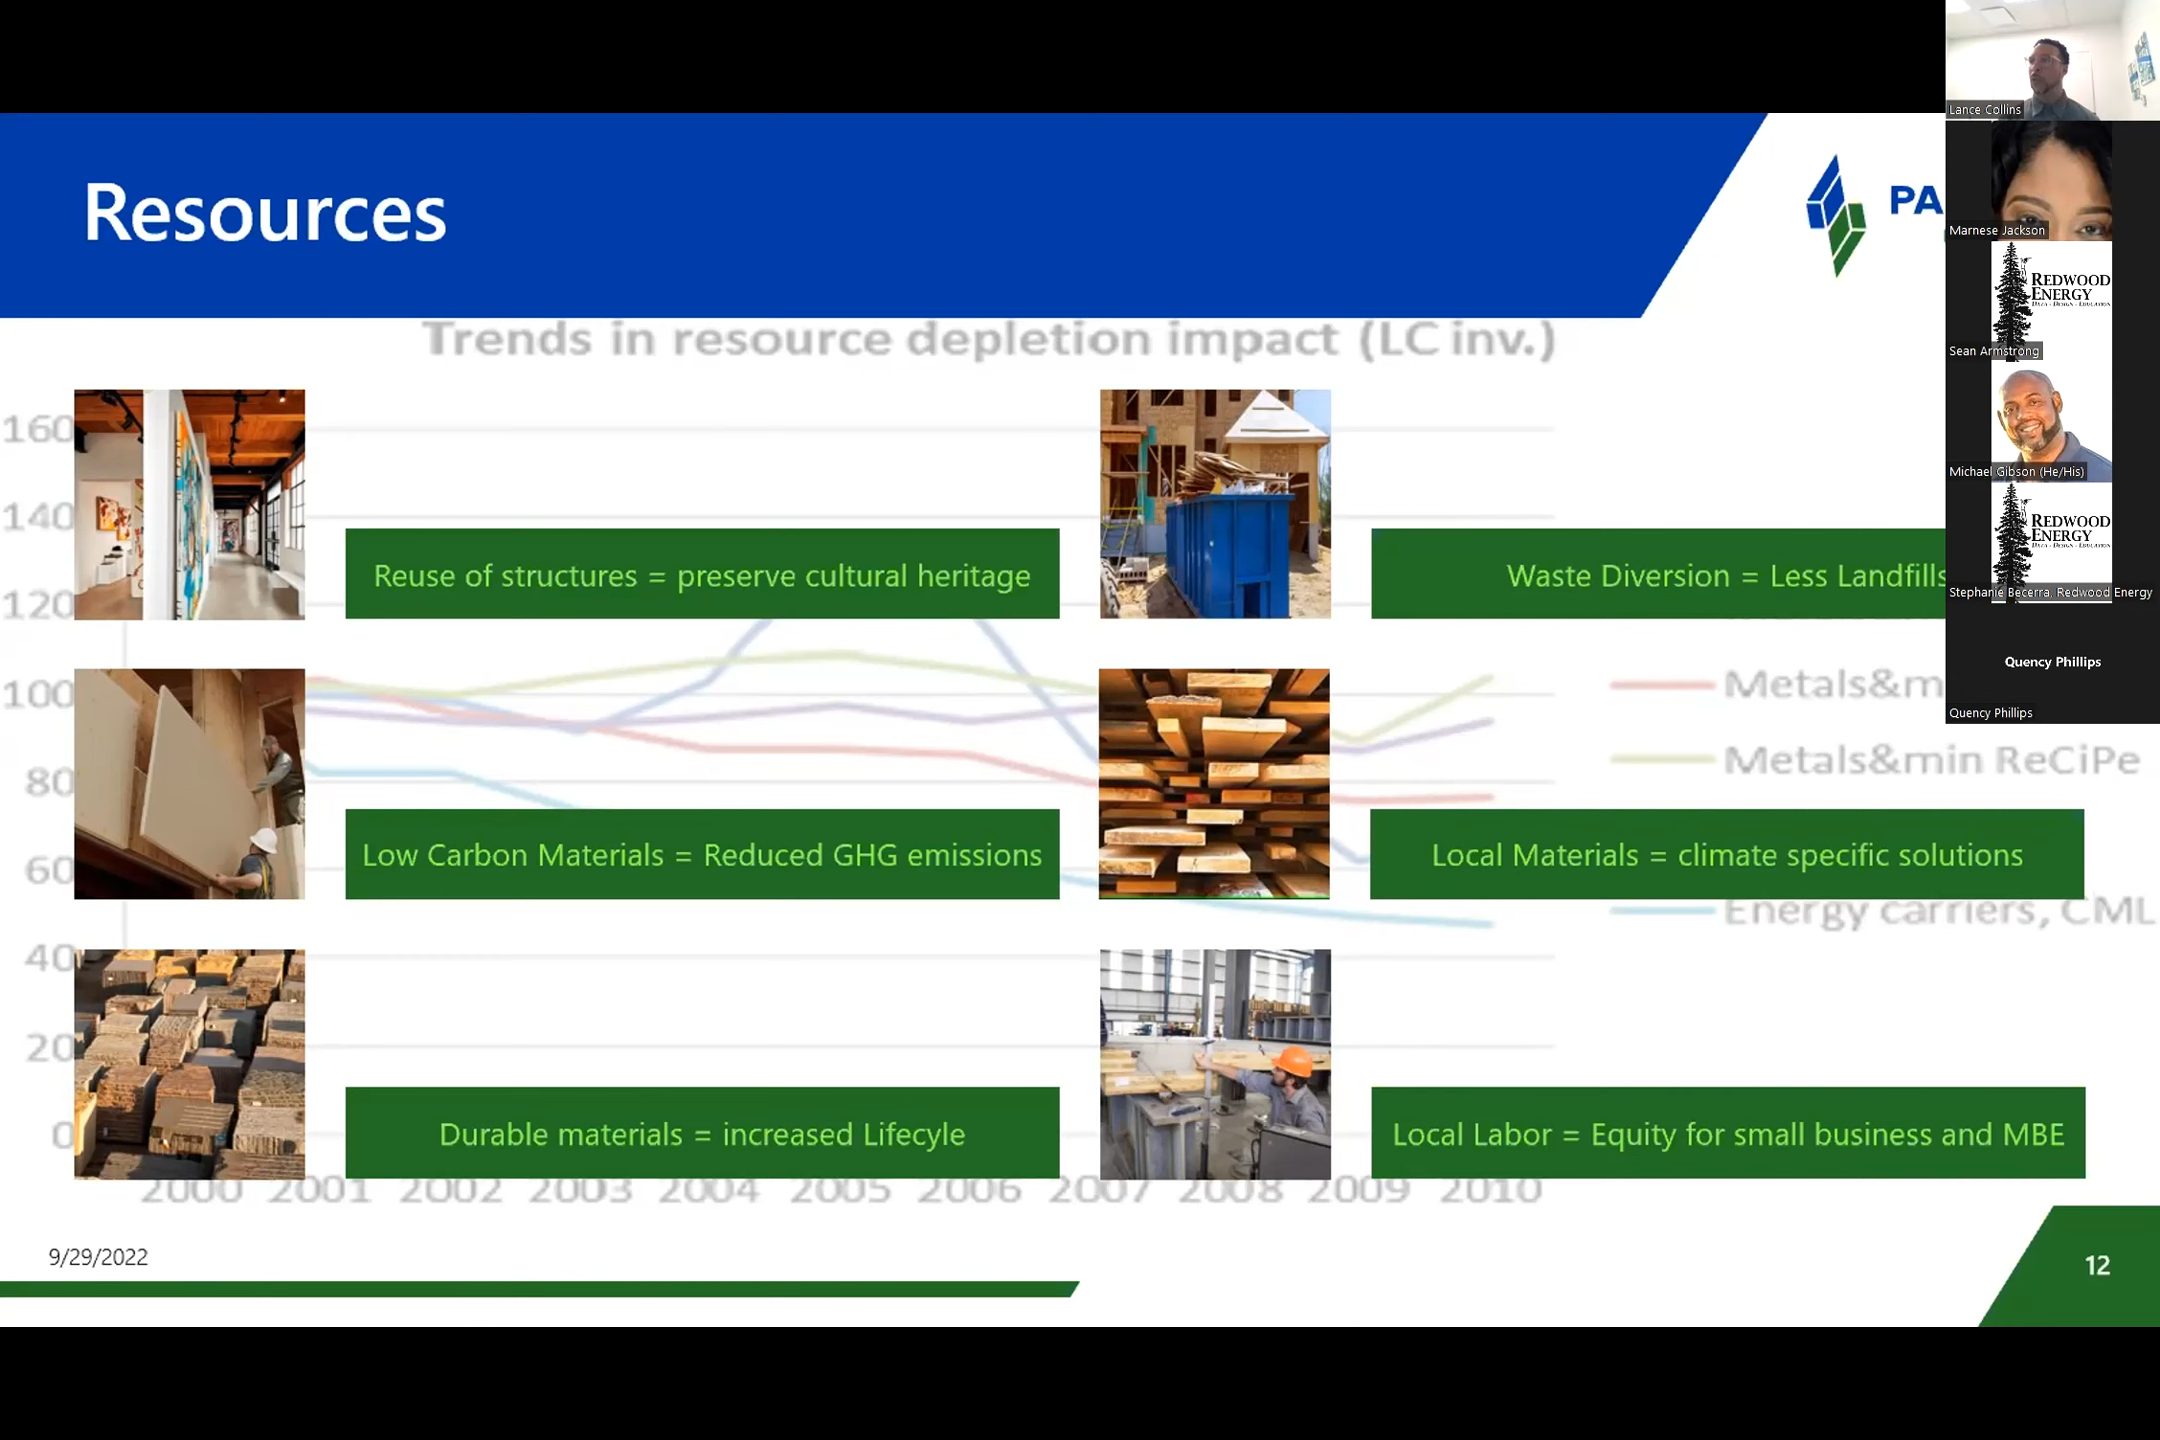 Resources
PA
Trends in resource depletion impact (LC inv.)
160
140
120
100
80
60
40
20
0
Reuse of structures = preserve cultural heritage
Waste Diversion = Less Landfills
Low Carbon Materials = Reduced GHG emissions
Local Materials = climate specific solutions
Durable materials = increased Lifecyle
Local Labor = Equity for small business and MBE
Metals&m
Metals&min ReCiPe
Energy carriers, CML
2000 2001 2002 2003 2004 2005 2006 2007 2008 2009 2010
9/29/2022
12
Lance Collins
Marnese Jackson
REDWOOD
ENERGY
Sean Armstrong
Michael Gibson (He/His)
REDWOOD
ENERGY
Stephanie Becerra, Redwood Energy
Quency Phillips
Quency Phillips